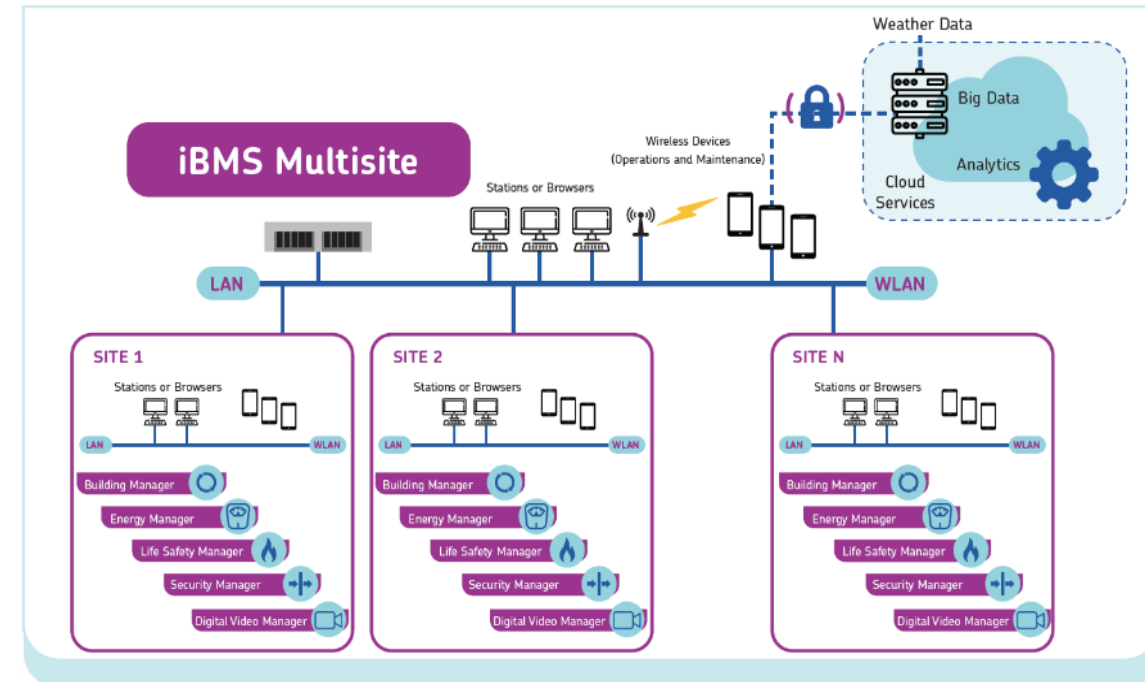 Weather Data
Big Data
Analytics
Cloud
Services
iBMS Multisite
Wireless Devices
(Operations and Maintenance)
Stations or Browsers
LAN
WLAN
SITE 1
Stations or Browsers
LAN
WLAN
Building Manager
Energy Manager
Life Safety Manager
Security Manager
Digital Video Manager
SITE 2
Stations or Browsers
LAN
WLAN
Building Manager
Energy Manager
Life Safety Manager
Security Manager
Digital Video Manager
SITE N
Stations or Browsers
LAN
WLAN
Building Manager
Energy Manager
Life Safety Manager
Security Manager
Digital Video Manager